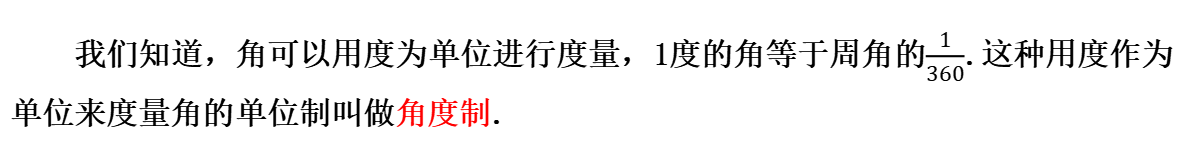 我们知道，角可以用度为单位进行度量，1度的角等于周角的1/360. 这种用度作为
单位来度量角的单位制叫做角度制.